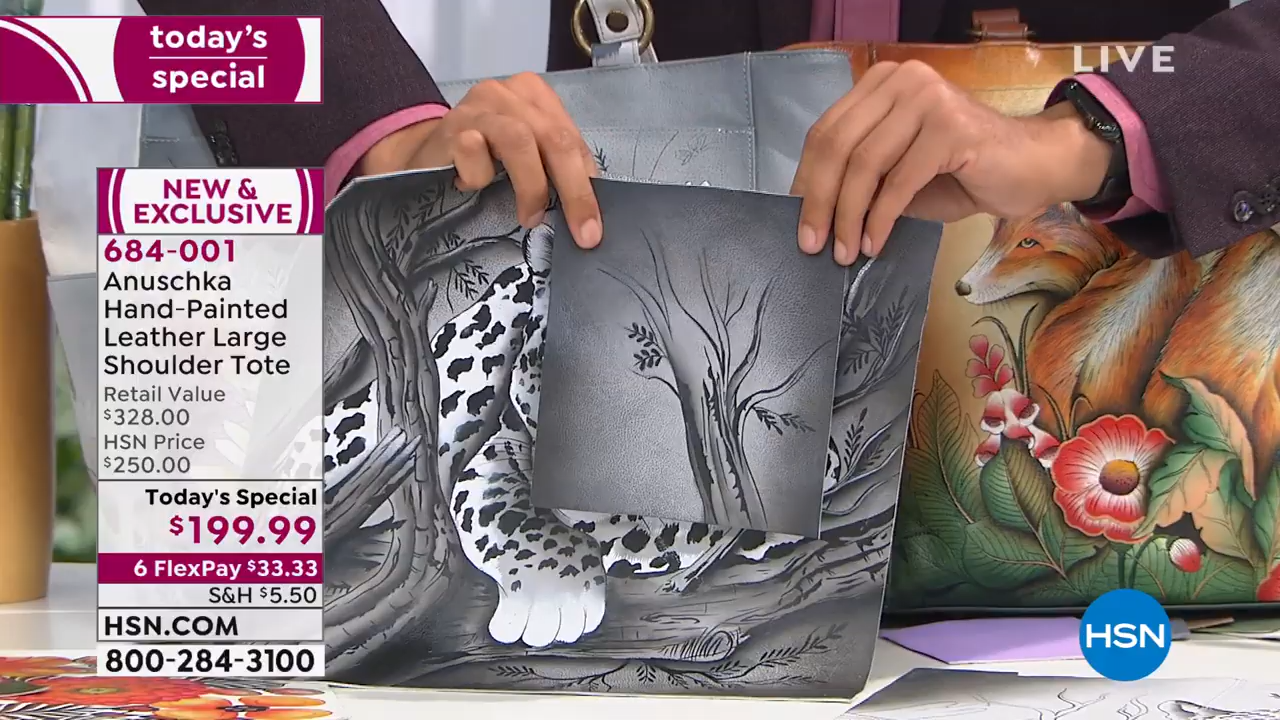 today's
special
LIVE
NEW &
EXCLUSIVE
684-001
Anuschka
Hand-Painted
Leather Large
Shoulder Tote
Retail Value
$328.00
HSN Price
$250.00
Today's Special
$199.99
6 FlexPay $33.33
S&H $5.50
HSN.COM
800-284-3100
HSN